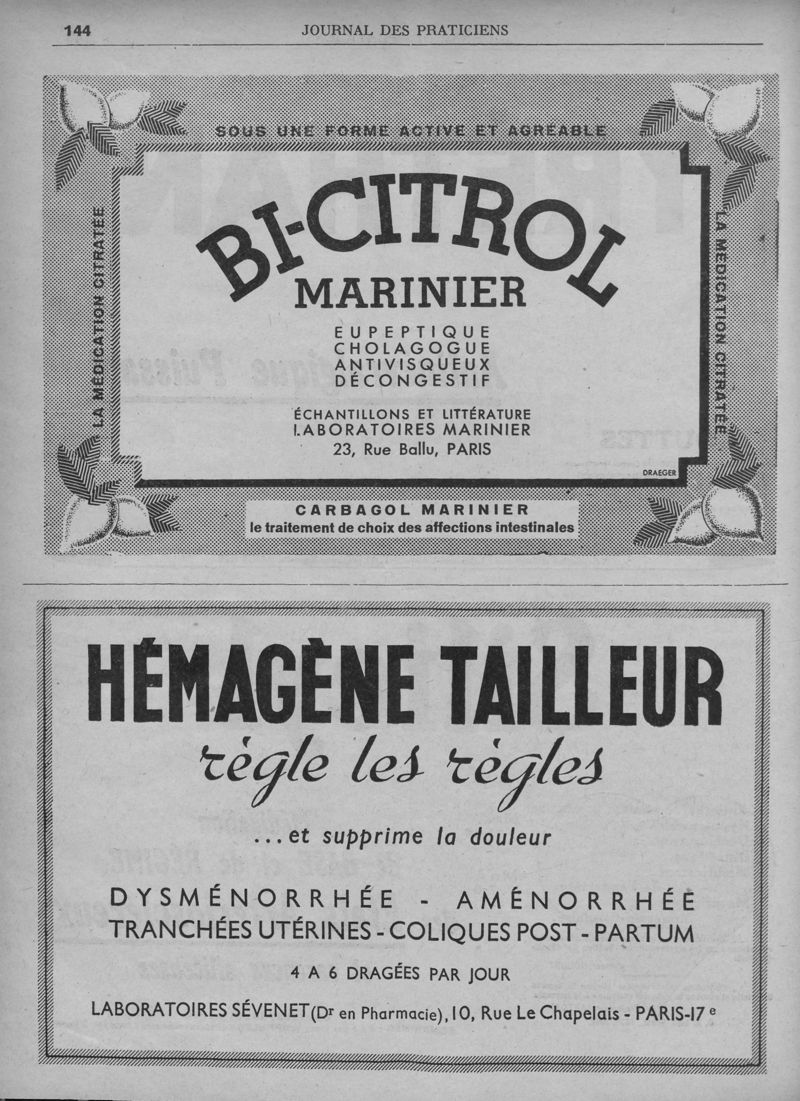 144
JOURNAL DES PRATICIENS
SOUS UNE FORME ACTIVE ET AGREABLE
LA MÉDICATION CITRATÉE
BI-CITROL
MARINIER
EUPEPTIQUE
CHOLAGOGUE
ANTIVISQUEUX
DÉCONGESTIF
ÉCHANTILLONS ET LITTÉRATURE
LABORATOIRES MARINIER
23, Rue Ballu, PARIS
DRAEGER
LA MÉDICATION CITRATÉE
CARBAGOL MARINIER
le traitement de choix des affections intestinales
HÉMAGÈNE TAILLEUR
règle les règles
...et supprime la douleur
DYSMÉNORRHÉE - AMÉNORRHÉE
TRANCHÉES UTÉRINES - COLIQUES POST - PARTUM
4 A 6 DRAGÉES PAR JOUR
LABORATOIRES SÉVENET (Dr en Pharmacie), 10, Rue Le Chapelais - PARIS-17e